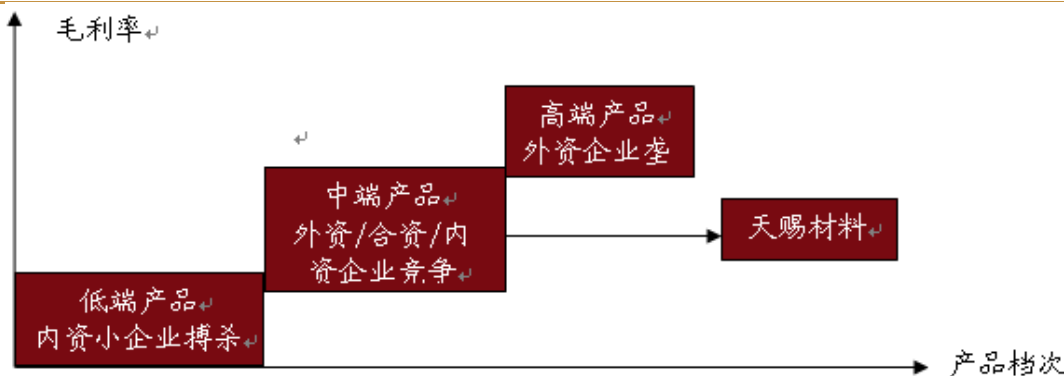 毛利率
高端产品
外资企业垄
中端产品
外资/合资/内
资企业竞争
天赐材料
低端产品
内资小企业搏杀
产品档次